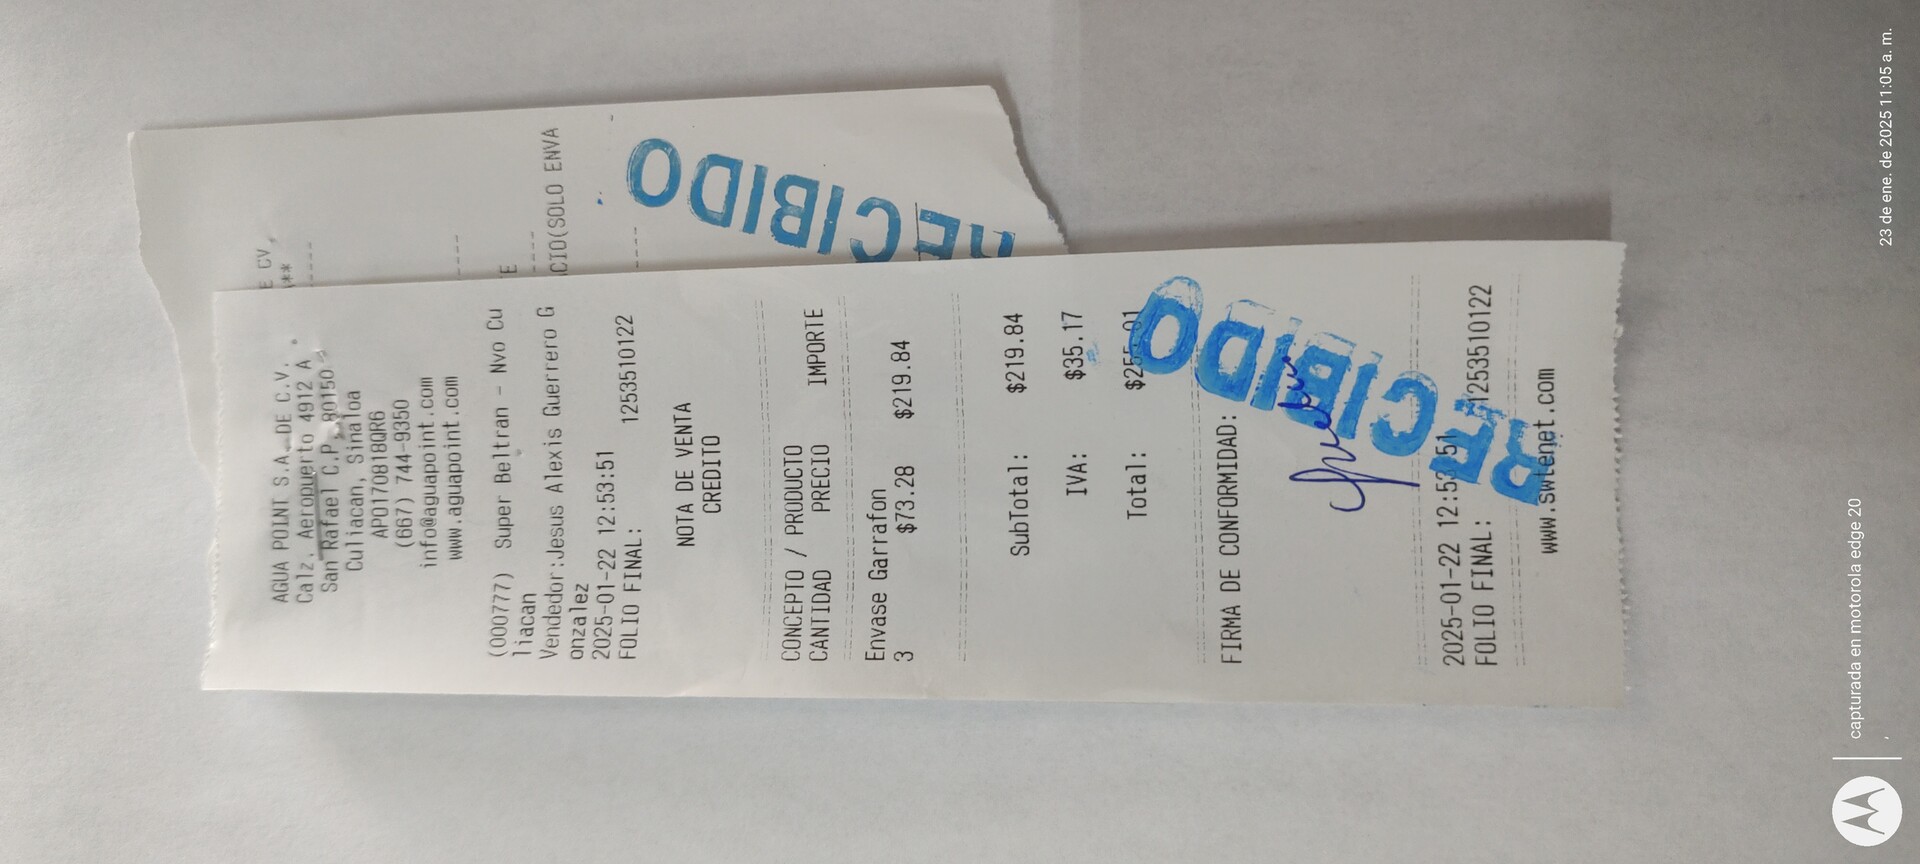 AGUA POINT S.A. DE C.V.
Calz. Aeropuerto 4912 A
San Rafael C.P. 80150
Culiacan, Sinaloa
APO170818QR6
(667) 744-9350
info@aguapoint.com
www.aguapoint.com
(000777) Super Beltran - Nvo Cu
liacan
Vendedor:Jesus Alexis Guerrero G
onzalez
2025-01-22 12:53:51
FOLIO FINAL: 1253510122
NOTA DE VENTA
CREDITO
CONCEPTO / PRODUCTO
CANTIDAD PRECIO IMPORTE
Envase Garrafon
3 $73.28 $219.84
SubTotal: $219.84
IVA: $35.17
Total: $255.01
RECIBIDO
FIRMA DE CONFORMIDAD:
2025-01-22 12:53:51
FOLIO FINAL: 1253510122
www.swtenet.com
E CV,
**
E
CIO(SOLO ENVA
RECIBIDO
23 de ene. de 2025 11:05 a. m.
capturada en motorola edge 20